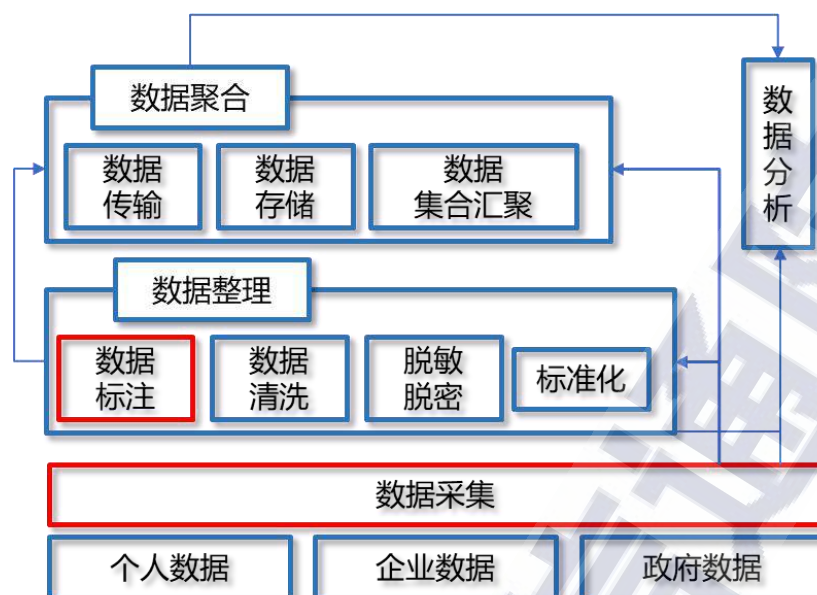 数据聚合
数据
传输
数据
存储
数据
集合汇聚
数
据
分
析
数据整理
数据
标注
数据
清洗
脱敏
脱密
标准化
数据采集
个人数据
企业数据
政府数据